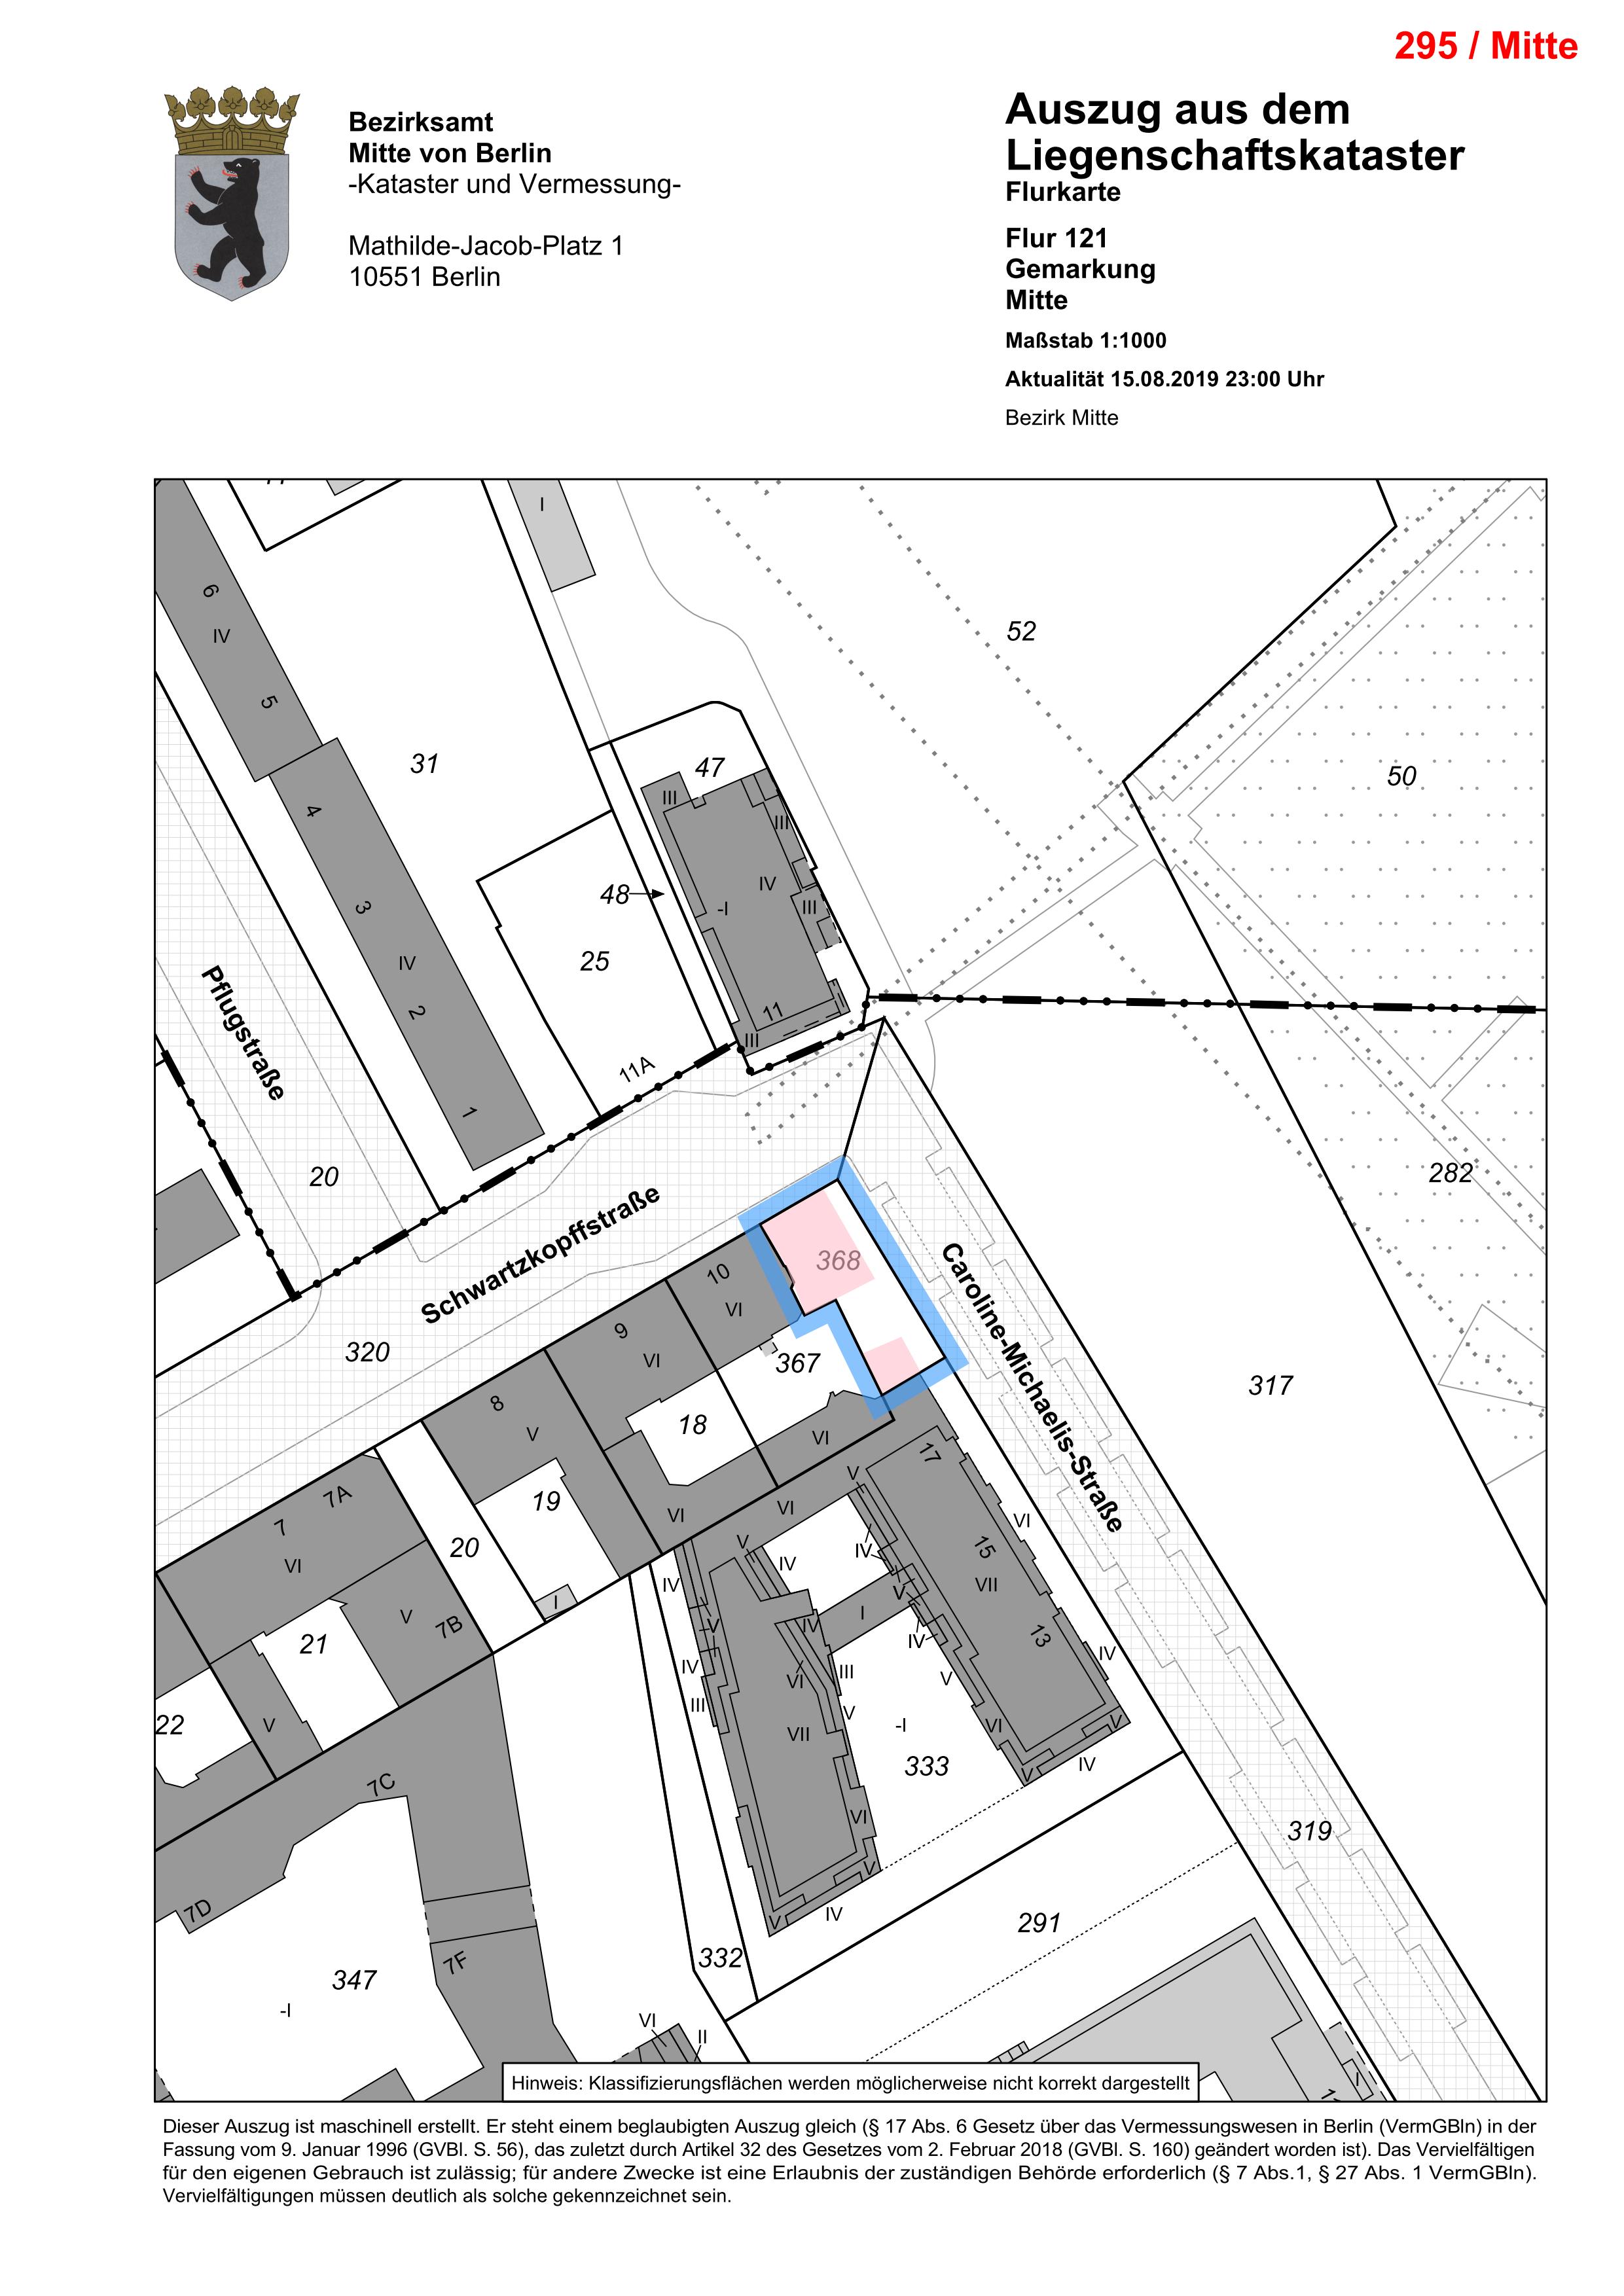 295 / Mitte
Bezirksamt
Mitte von Berlin
-Kataster und Vermessung-
Mathilde-Jacob-Platz 1
10551 Berlin
Auszug aus dem
Liegenschaftskataster
Flurkarte
Flur 121
Gemarkung
Mitte
Maßstab 1:1000
Aktualität 15.08.2019 23:00 Uhr
Bezirk Mitte
I
6
IV
5
52
31
47
50
III
4
III
IV
48
3
-I
III
25
IV
2
11
III
Pflugstraße
11A
1
20
282
Schwartzkopffstraße
368
10
VI
Caroline-Michaelis-Straße
9
VI
320
367
317
8
V
18
VI
17
V
7A
7
VI
19
VI
VI
VI
V
IV
IV
15
20
VII
IV
V
I
V
7B
V
IV
IV
13
21
IV
VI
III
V
IV
III
V
22
V
VII
-I
VI
V
333
V
IV
7C
VI
319
V
7D
V
IV
291
332
7F
347
-I
VI
II
I
Hinweis: Klassifizierungsflächen werden möglicherweise nicht korrekt dargestellt
Dieser Auszug ist maschinell erstellt. Er steht einem beglaubigten Auszug gleich (§ 17 Abs. 6 Gesetz über das Vermessungswesen in Berlin (VermGBln) in der
Fassung vom 9. Januar 1996 (GVBl. S. 56), das zuletzt durch Artikel 32 des Gesetzes vom 2. Februar 2018 (GVBl. S. 160) geändert worden ist). Das Vervielfältigen
für den eigenen Gebrauch ist zulässig; für andere Zwecke ist eine Erlaubnis der zuständigen Behörde erforderlich (§ 7 Abs.1, § 27 Abs. 1 VermGBln).
Vervielfältigungen müssen deutlich als solche gekennzeichnet sein.